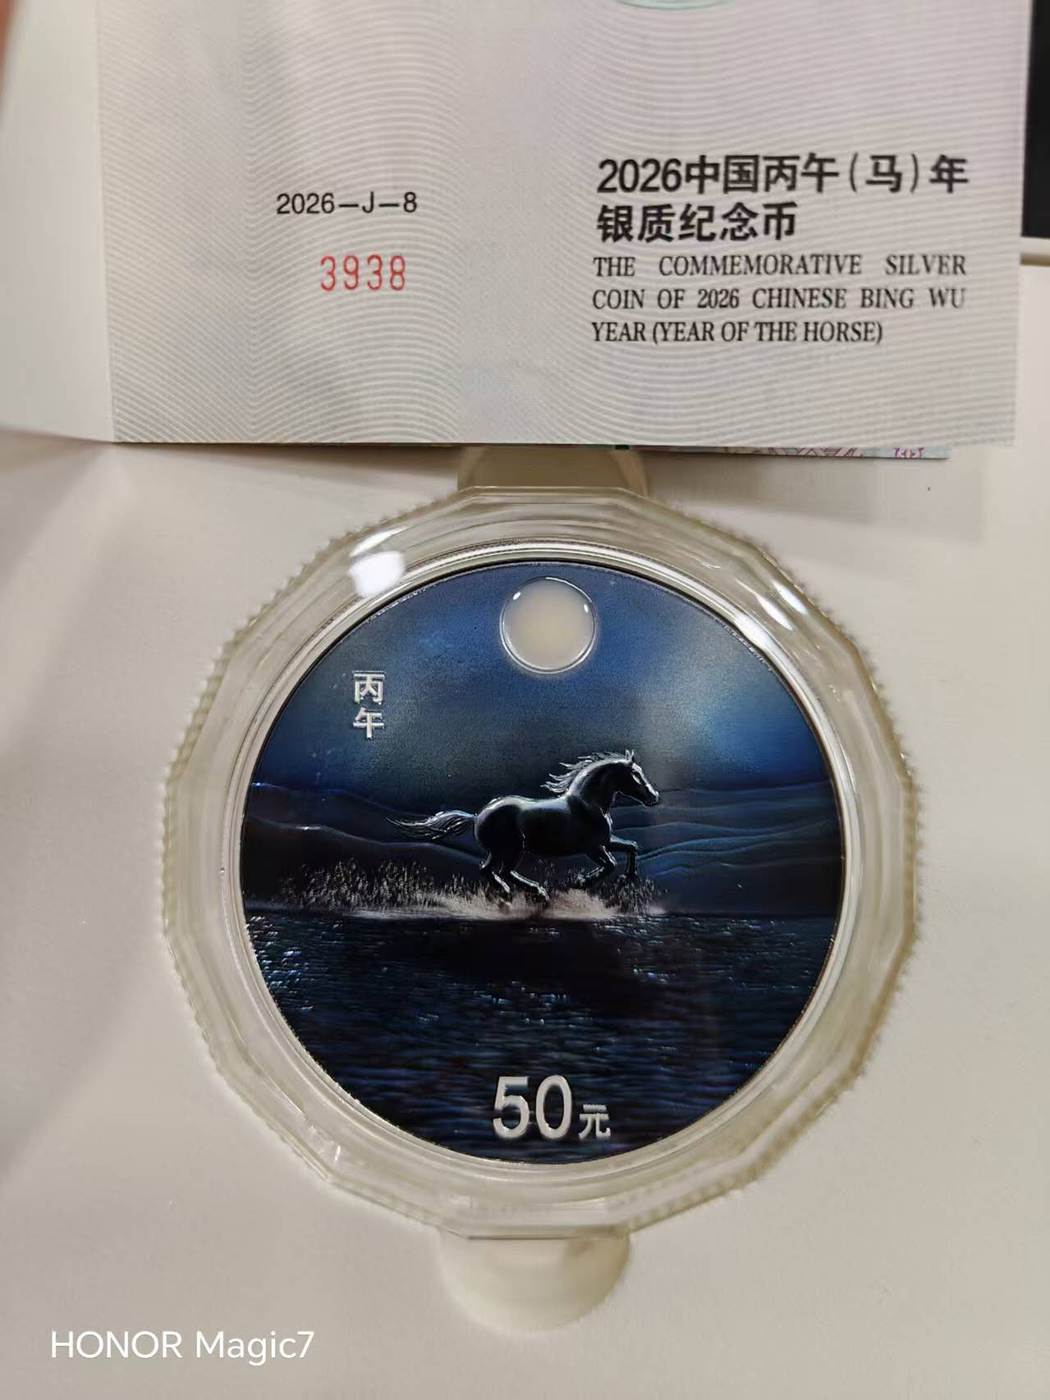 2026中国丙午(马)年
银质纪念币
THE COMMEMORATIVE SILVER
COIN OF 2026 CHINESE BING WU
YEAR (YEAR OF THE HORSE)
2026-J-8
3938
丙
午
50元
HONOR Magic7